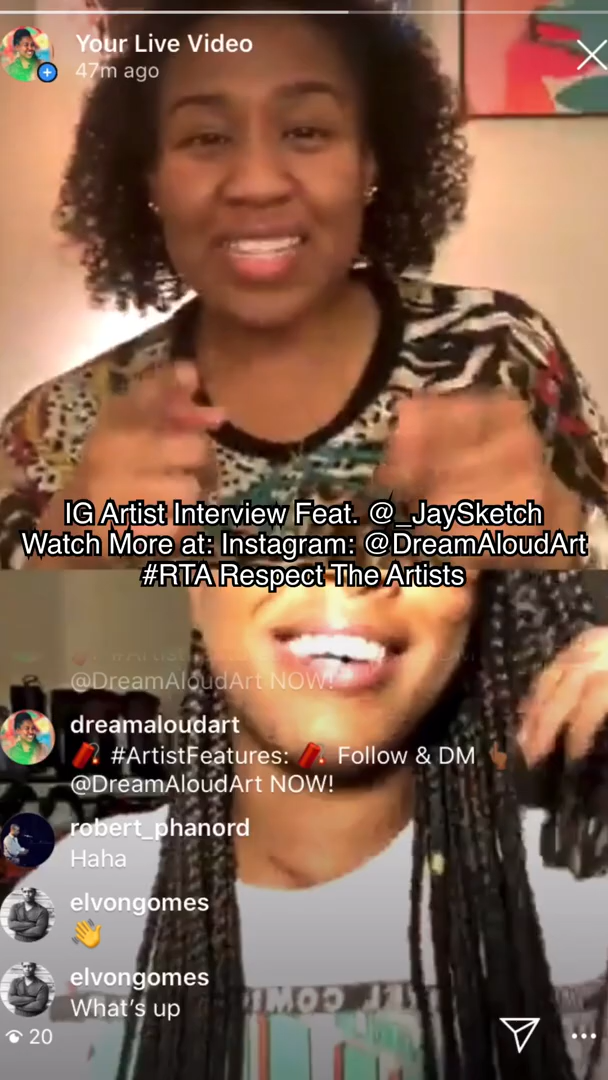 Your Live Video
47m ago
IG Artist Interview Feat. @_JaySketch
Watch More at: Instagram: @DreamAloudArt
#RTA Respect The Artists
@DreamAloudArt NOW!
dreamaloudart
🧨 #ArtistFeatures: 🧨 Follow & DM 👆🏾
@DreamAloudArt NOW!
robert_phanord
Haha
elvongomes
👋
elvongomes
What's up
20